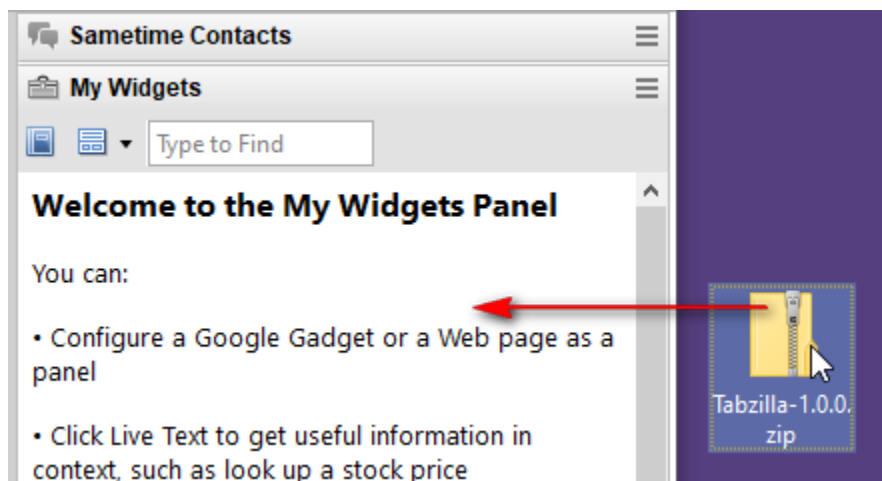 Sametime Contacts
My Widgets
Type to Find
Welcome to the My Widgets Panel
You can:
• Configure a Google Gadget or a Web page as a
panel
• Click Live Text to get useful information in
context, such as look up a stock price
Tabzilla-1.0.0.
zip